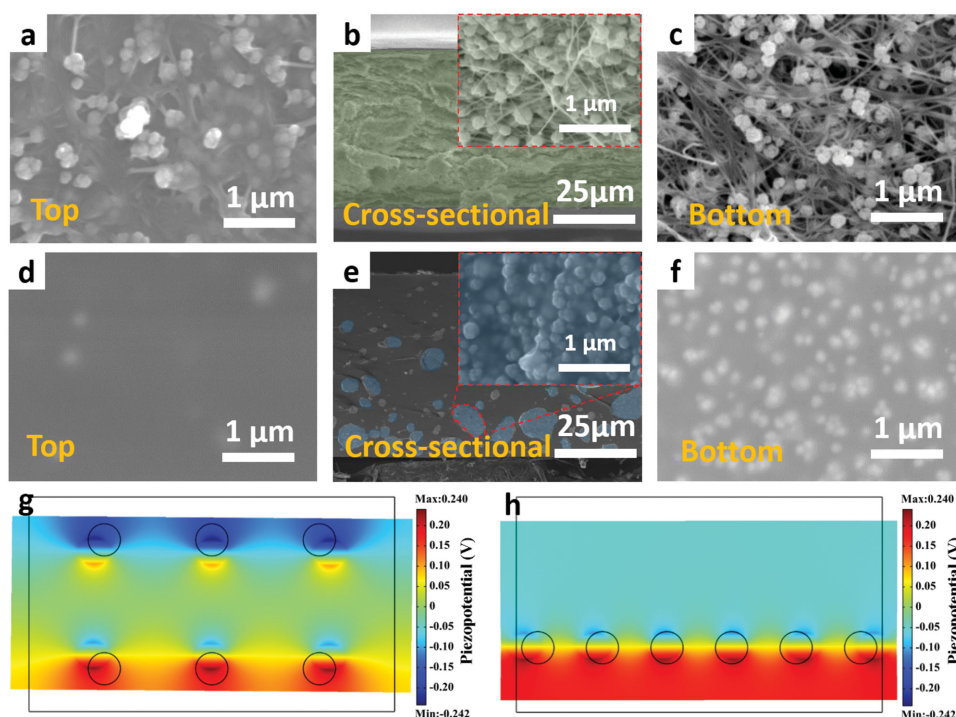 a
Top
1 μm
b
1 μm
25μm
Cross-sectional
c
Bottom
1 μm
d
Top
1 μm
e
1 μm
25μm
Cross-sectional
f
Bottom
1 μm
g
Max:0.240
0.20
0.15
0.10
0.05
0
-0.05
-0.10
-0.15
-0.20
Min:-0.242
Piezopotential (V)
h
Max:0.240
0.20
0.15
0.10
0.05
0
-0.05
-0.10
-0.15
-0.20
Min:-0.242
Piezopotential (V)